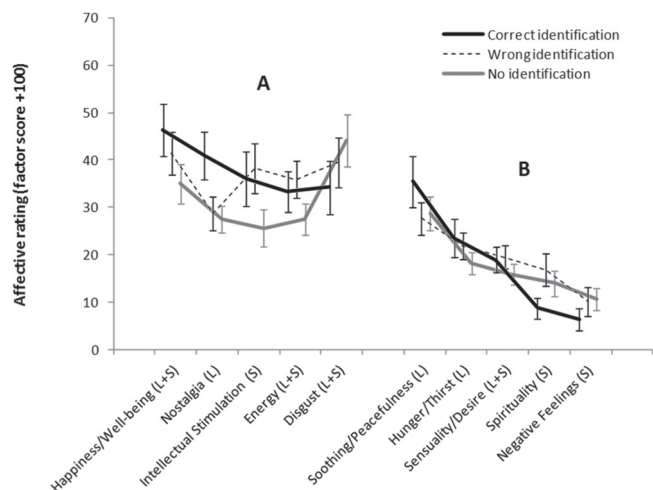 Affective rating (factor score +100)
70
60
50
40
30
20
10
0
A
B
Correct identification
Wrong identification
No identification
Happiness/Well-being (L+S)
Nostalgia (L)
Intellectual Stimulation (S)
Energy (L+S)
Disgust (L+S)
Soothing/Peacefulness (L)
Hunger/Thirst (L)
Sensuality/Desire (L+S)
Spirituality (S)
Negative Feelings (S)